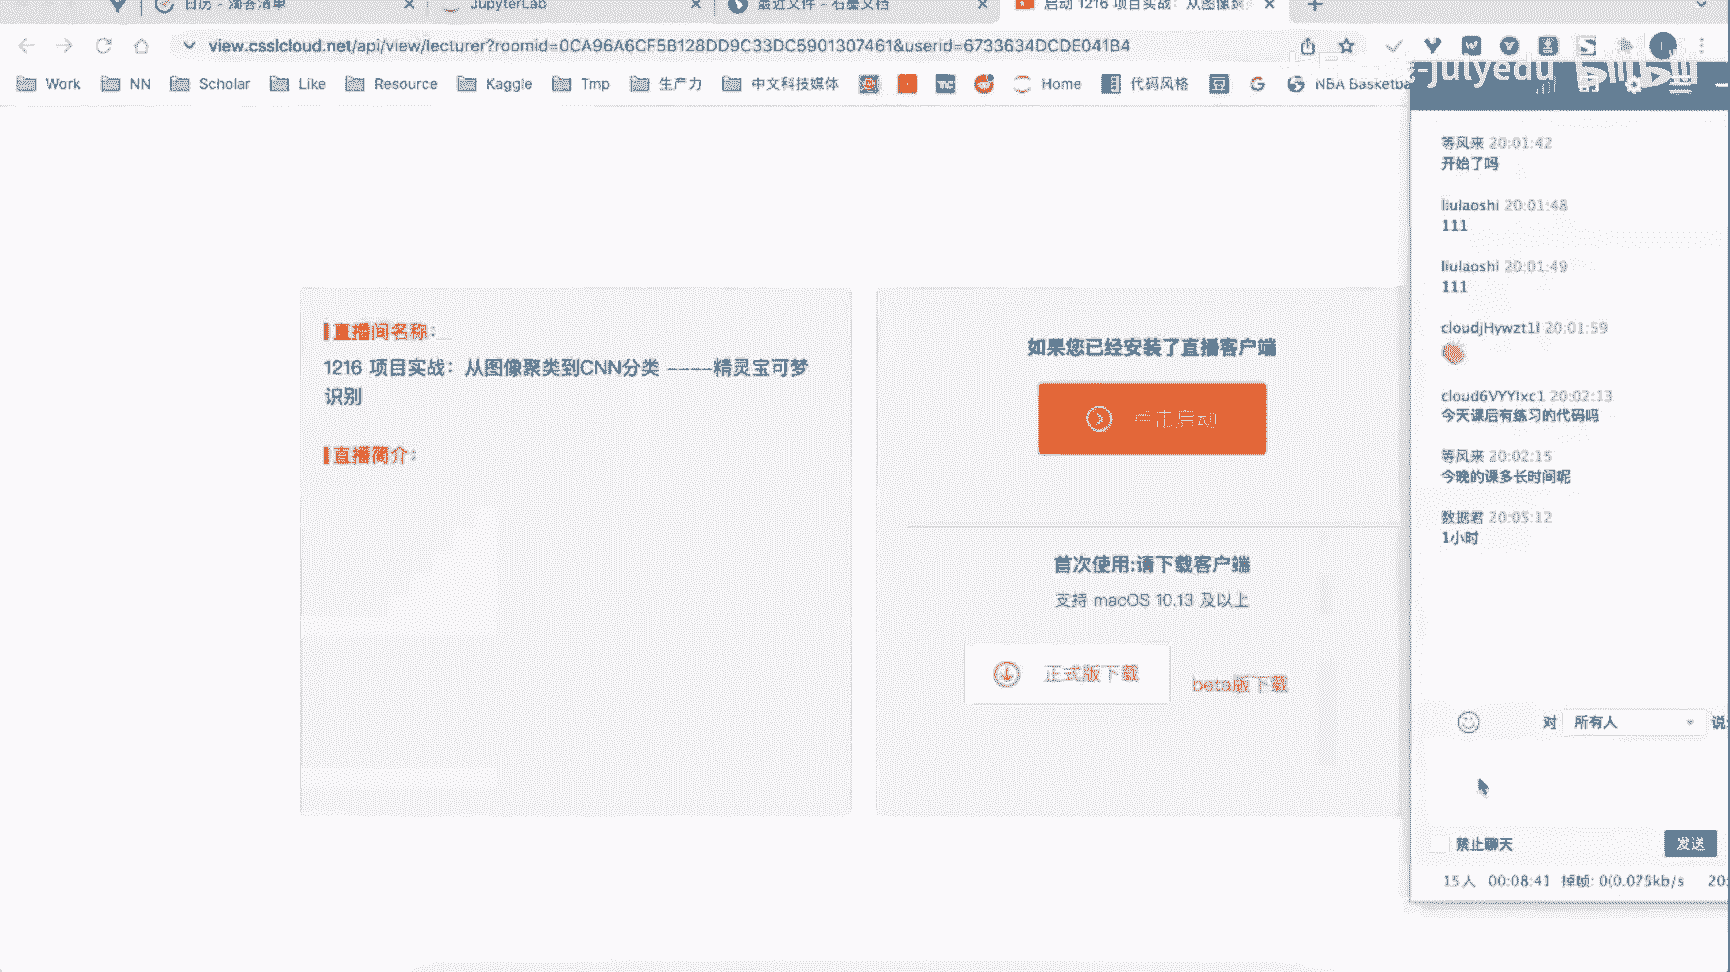 日历 - 滴答清单
JupyterLab
最近文件 - 石墨文档
启动 1216 项目实战：从图像聚
view.csslcloud.net/api/view/lecturer?roomid=0CA96A6CF5B128DD9C33DC5901307461&userid=6733634DCDE041B4
Work
NN
Scholar
Like
Resource
Kaggle
Tmp
生产力
中文科技媒体
Home
代码风格
NBA Basketba
-julyedu
直播间名称：
1216 项目实战：从图像聚类到CNN分类 ----精灵宝可梦
识别
直播简介：
如果您已经安装了直播客户端
点击启动
首次使用:请下载客户端
支持 macOS 10.13 及以上
正式版下载
beta版下载
等风来 20:01:42
开始了吗
liulaoshi 20:01:48
111
liulaoshi 20:01:49
111
cloudjHywzt1l 20:01:59
cloud6VYYlxc1 20:02:13
今天课后有练习的代码吗
等风来 20:02:15
今晚的课多长时间呢
数据君 20:05:12
1小时
对 所有人 说:
禁止聊天
发送
15人 00:08:41 掉帧: 0(0.075kb/s 20: